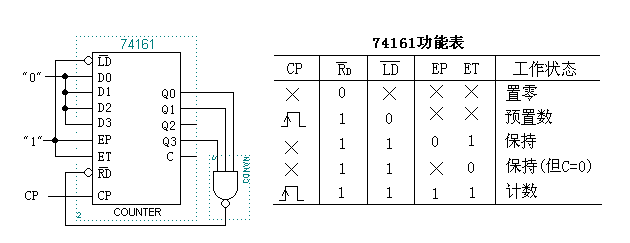 74161
LD
"0" D0
D1 Q0
D2 Q1
D3 Q2
"1" EP Q3
ET C
RD
CP CP
COUNTER
74161功能表
CP RD LD EP ET 工作状态
× 0 × × × 置零
1 0 × × 预置数
× 1 1 0 1 保持
× 1 1 × 0 保持(但C=0)
1 1 1 1 计数